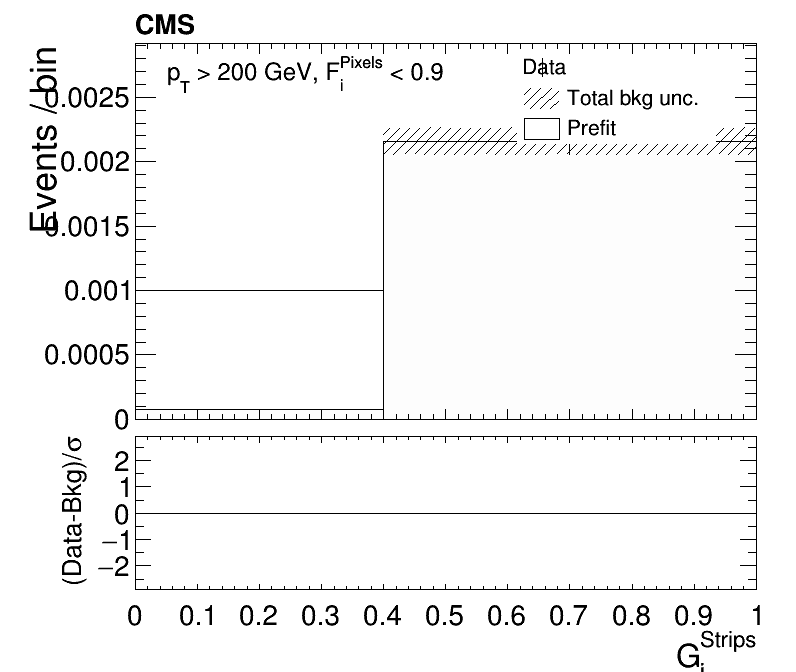 CMS
p_T > 200 GeV, F_i^Pixels < 0.9
Data
Total bkg unc.
Prefit
Events / bin
0.0025
0.002
0.0015
0.001
0.0005
0
(Data-Bkg)/σ
2
1
0
−1
−2
0 0.1 0.2 0.3 0.4 0.5 0.6 0.7 0.8 0.9 1
G_i^Strips